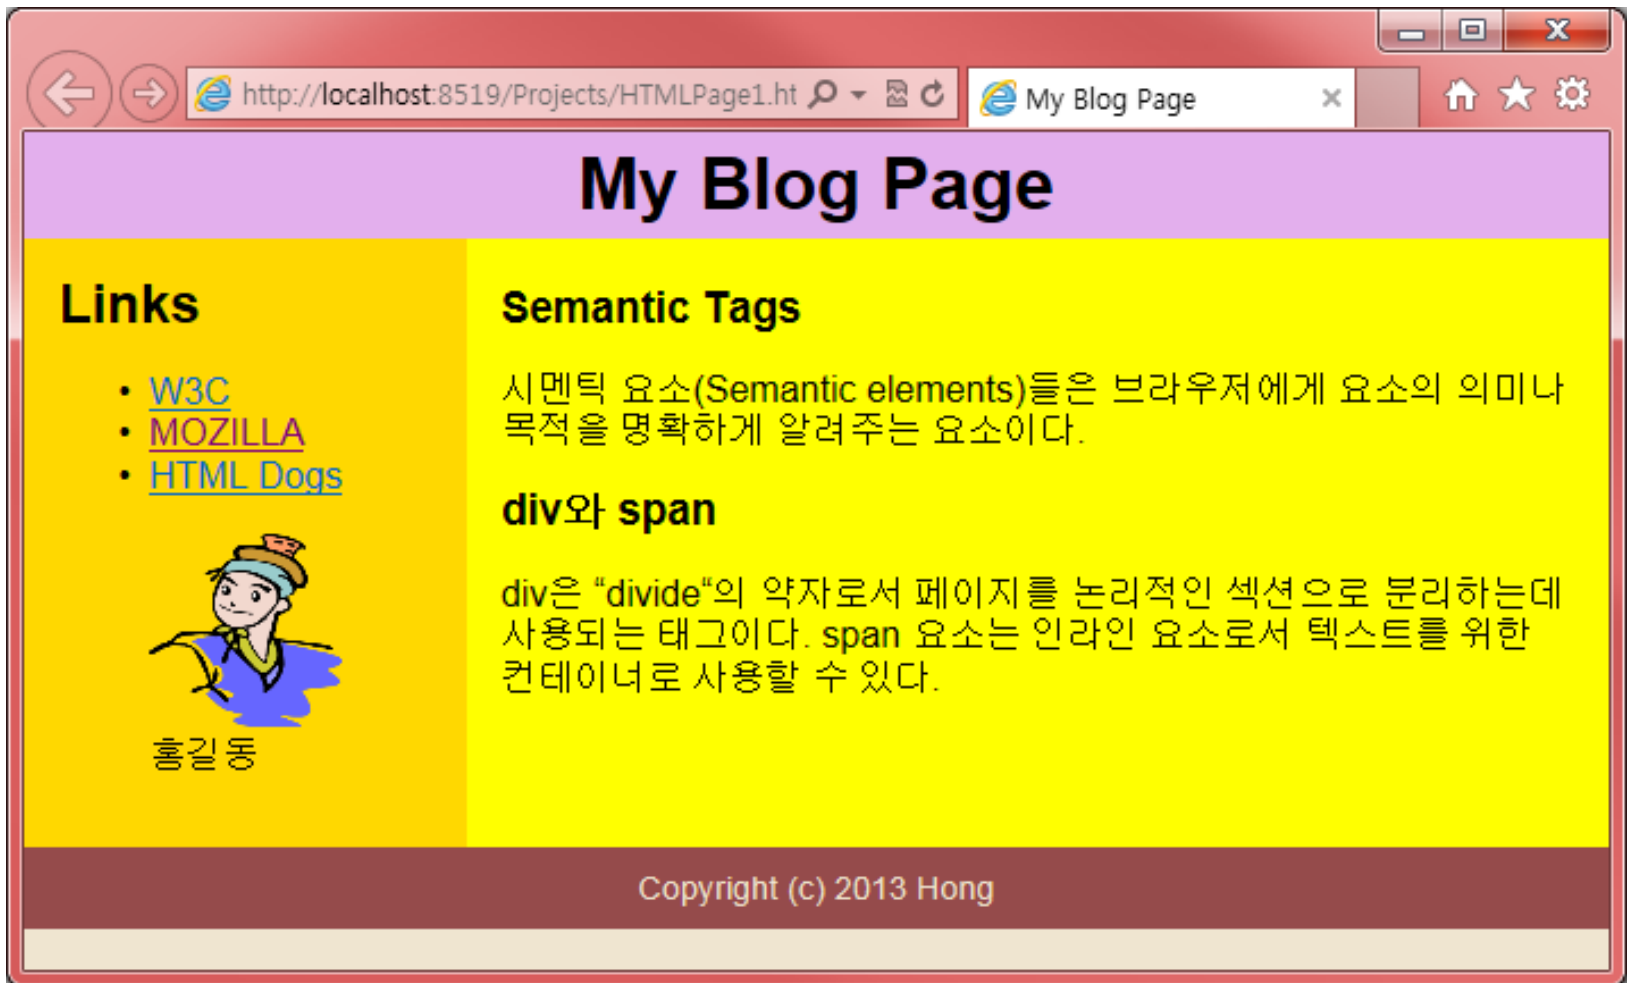 http://localhost:8519/Projects/HTMLPage1.ht
My Blog Page
My Blog Page
Links
• W3C
• MOZILLA
• HTML Dogs
홍길동
Semantic Tags
시멘틱 요소(Semantic elements)들은 브라우저에게 요소의 의미나
목적을 명확하게 알려주는 요소이다.
div와 span
div은 “divide“의 약자로서 페이지를 논리적인 섹션으로 분리하는데
사용되는 태그이다. span 요소는 인라인 요소로서 텍스트를 위한
컨테이너로 사용할 수 있다.
Copyright (c) 2013 Hong